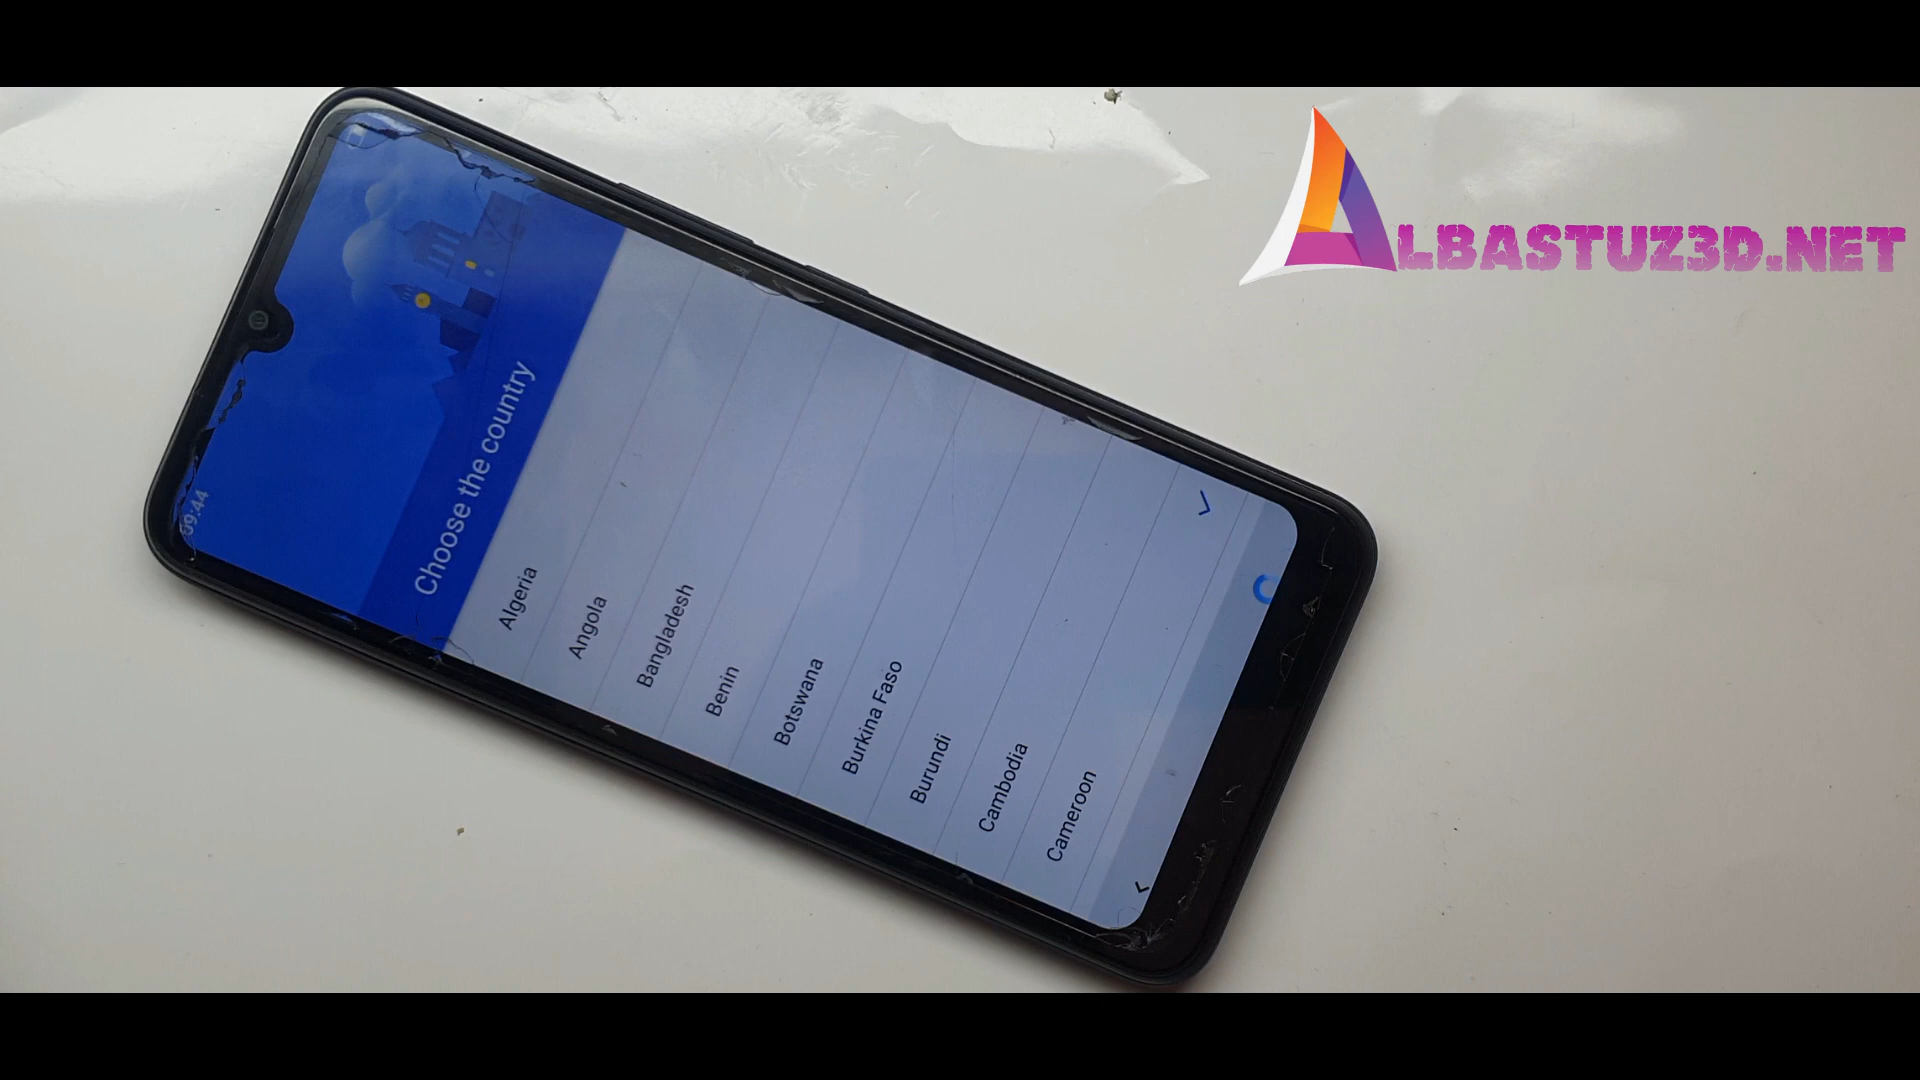 ALBASTUZ3D.NET
09:44
Choose the country
Algeria
Angola
Bangladesh
Benin
Botswana
Burkina Faso
Burundi
Cambodia
Cameroon